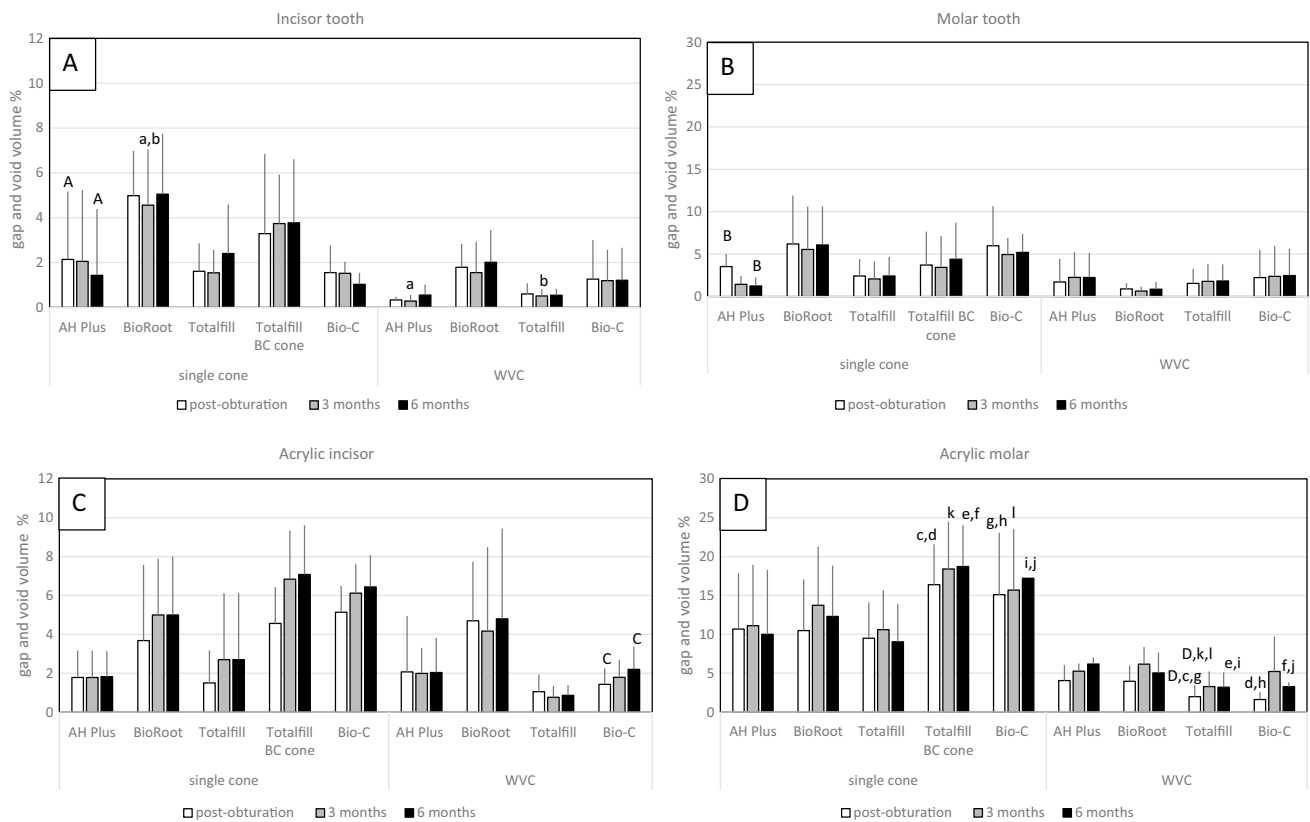 Incisor tooth
A
gap and void volume %
12
10
8
6
4
2
0
A
A
a,b
a
b
AH Plus BioRoot Totalfill Totalfill BC cone Bio-C AH Plus BioRoot Totalfill Bio-C
single cone WVC
post-obturation 3 months 6 months
Molar tooth
B
gap and void volume %
30
25
20
15
10
5
0
B
B
AH Plus BioRoot Totalfill Totalfill BC cone Bio-C AH Plus BioRoot Totalfill Bio-C
single cone WVC
post-obturation 3 months 6 months
Acrylic incisor
C
gap and void volume %
12
10
8
6
4
2
0
C
C
AH Plus BioRoot Totalfill Totalfill BC cone Bio-C AH Plus BioRoot Totalfill Bio-C
single cone WVC
post-obturation 3 months 6 months
Acrylic molar
D
gap and void volume %
30
25
20
15
10
5
0
c,d
k
e,f
g,h
l
i,j
D,c,g
D,k,l
e,i
d,h
f,j
AH Plus BioRoot Totalfill Totalfill BC cone Bio-C AH Plus BioRoot Totalfill Bio-C
single cone WVC
post-obturation 3 months 6 months